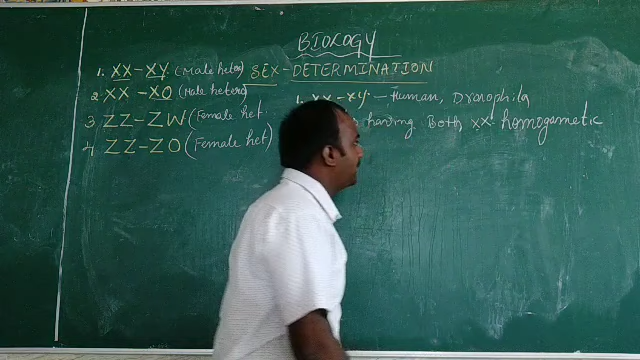 BIOLOGY
SEX-DETERMINATION
1. XX - XY (Male hetero
2 XX - XO (Male hetero
3 ZZ - ZW (Female het.
4 ZZ - ZO (Female het)
1. XX - XY - Human, Drosophila
having Both XX - homogametic